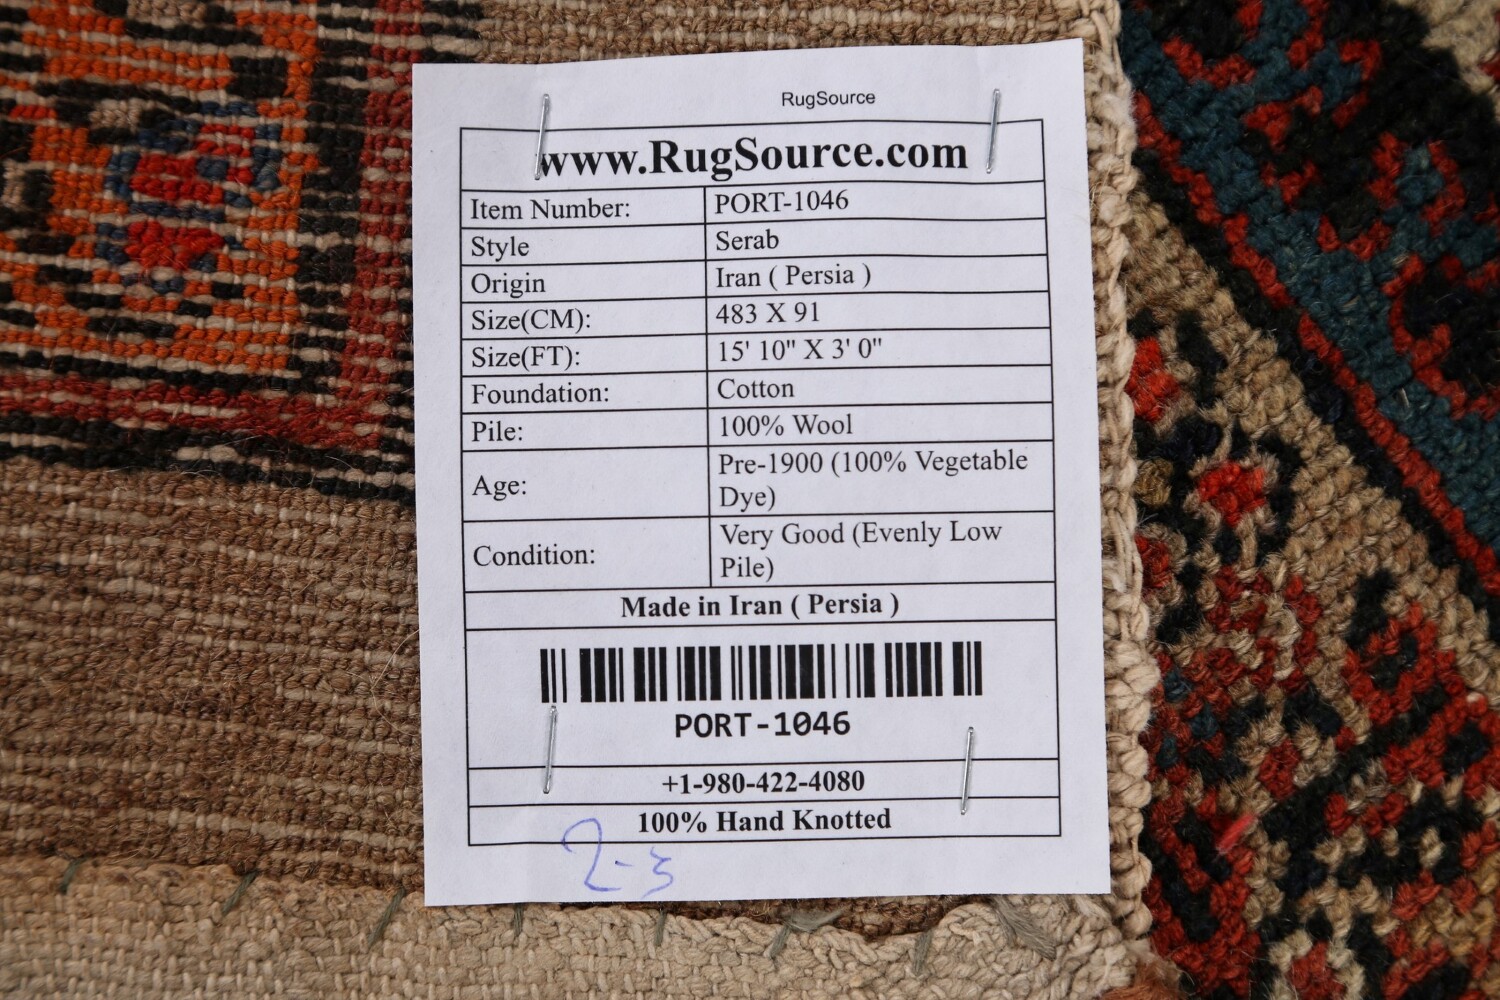 RugSource
www.RugSource.com
Item Number: PORT-1046
Style Serab
Origin Iran ( Persia )
Size(CM): 483 X 91
Size(FT): 15' 10" X 3' 0"
Foundation: Cotton
Pile: 100% Wool
Age: Pre-1900 (100% Vegetable
Dye)
Condition: Very Good (Evenly Low
Pile)
Made in Iran ( Persia )
PORT-1046
+1-980-422-4080
100% Hand Knotted
2-3